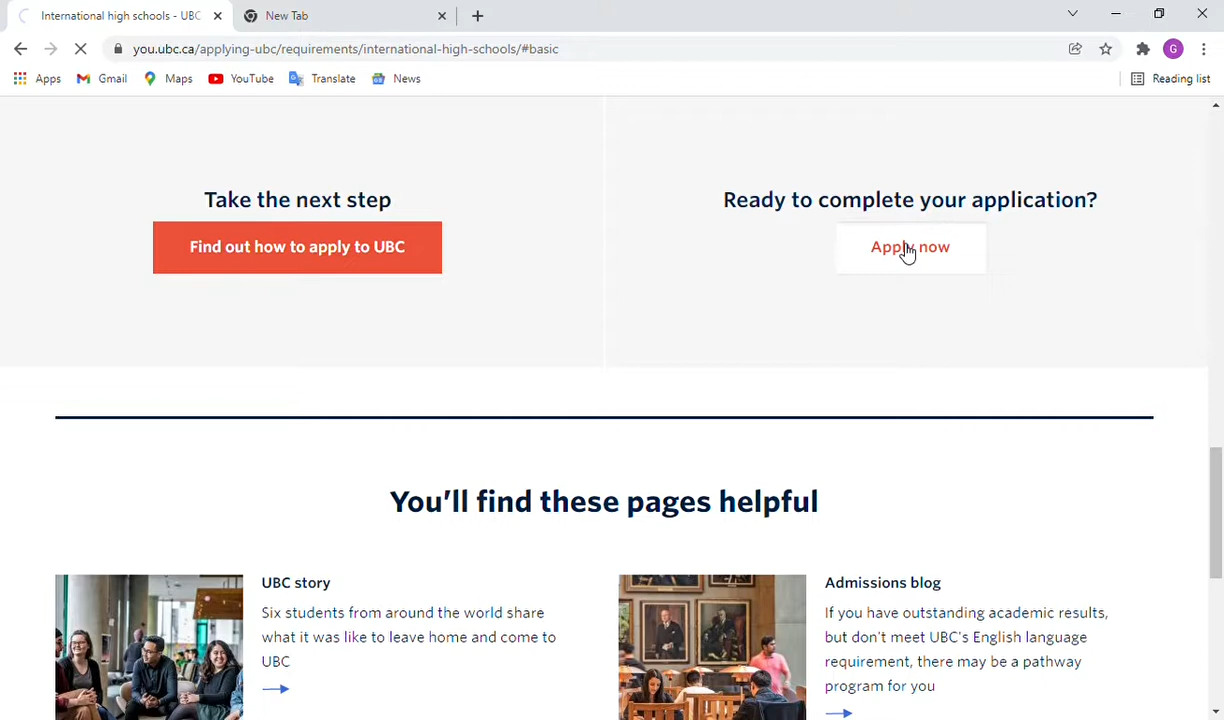 International high schools - UBC
New Tab
you.ubc.ca/applying-ubc/requirements/international-high-schools/#basic
G
Apps
Gmail
Maps
YouTube
Translate
News
Reading list
Take the next step
Find out how to apply to UBC
Ready to complete your application?
Apply now
You'll find these pages helpful
UBC story
Six students from around the world share
what it was like to leave home and come to
UBC
Admissions blog
If you have outstanding academic results,
but don't meet UBC's English language
requirement, there may be a pathway
program for you